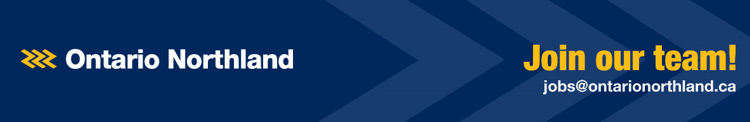 Ontario Northland
Join our team!
jobs@ontarionorthland.ca